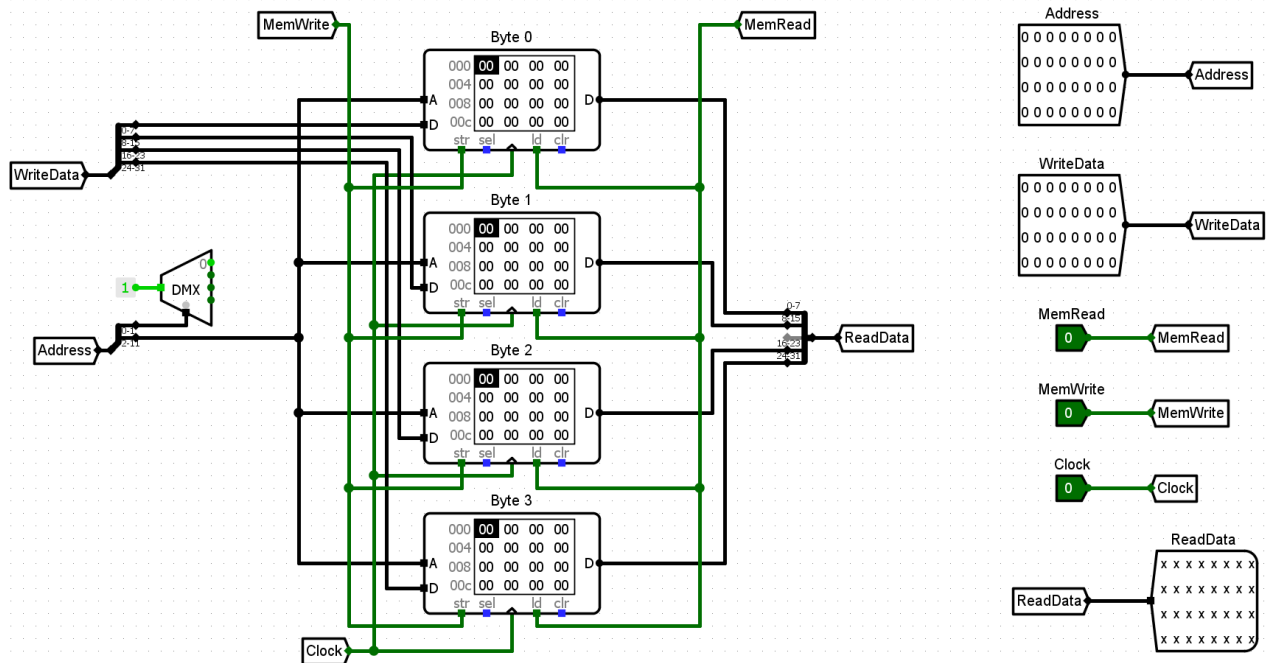 MemWrite
MemRead
Byte 0
000 00 00 00 00
004 00 00 00 00
008 00 00 00 00
00c 00 00 00 00
A
D
D
str sel ld clr
WriteData
0-7
8-15
16-23
24-31
Byte 1
000 00 00 00 00
004 00 00 00 00
008 00 00 00 00
00c 00 00 00 00
A
D
D
str sel ld clr
1
DMX
0
Address
0-1
2-11
Byte 2
000 00 00 00 00
004 00 00 00 00
008 00 00 00 00
00c 00 00 00 00
A
D
D
str sel ld clr
0-7
8-15
16-23
24-31
ReadData
Byte 3
000 00 00 00 00
004 00 00 00 00
008 00 00 00 00
00c 00 00 00 00
A
D
D
str sel ld clr
Clock
Address
0 0 0 0 0 0 0 0
0 0 0 0 0 0 0 0
0 0 0 0 0 0 0 0
0 0 0 0 0 0 0 0
Address
WriteData
0 0 0 0 0 0 0 0
0 0 0 0 0 0 0 0
0 0 0 0 0 0 0 0
0 0 0 0 0 0 0 0
WriteData
MemRead
0
MemRead
MemWrite
0
MemWrite
Clock
0
Clock
ReadData
x x x x x x x x
x x x x x x x x
x x x x x x x x
x x x x x x x x
ReadData